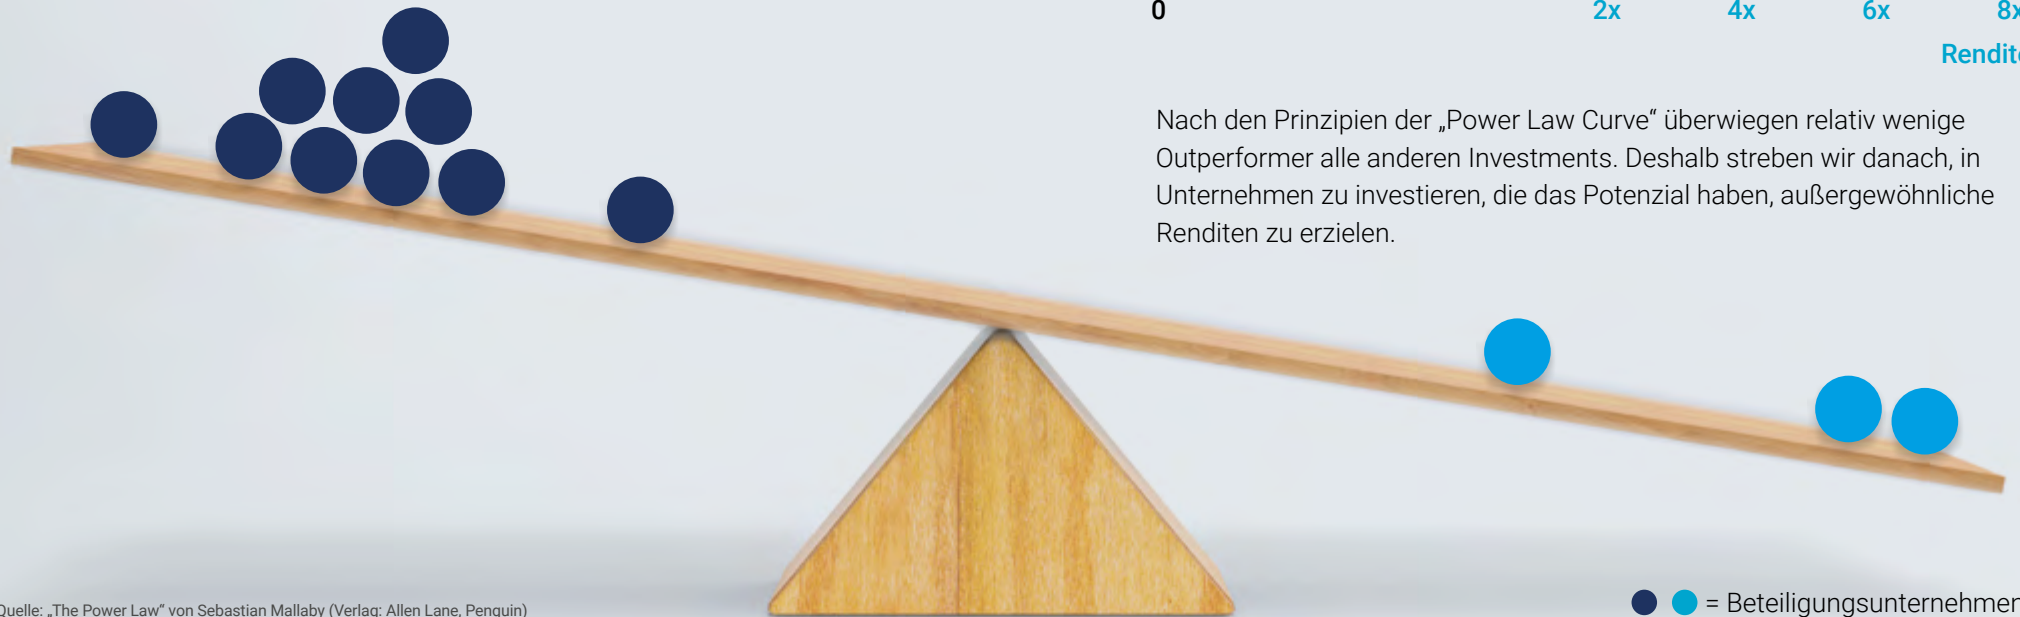 0 2x 4x 6x 8x
Rendite
Nach den Prinzipien der „Power Law Curve“ überwiegen relativ wenige
Outperformer alle anderen Investments. Deshalb streben wir danach, in
Unternehmen zu investieren, die das Potenzial haben, außergewöhnliche
Renditen zu erzielen.
Quelle: „The Power Law“ von Sebastian Mallaby (Verlag: Allen Lane, Penguin)
= Beteiligungsunternehmen